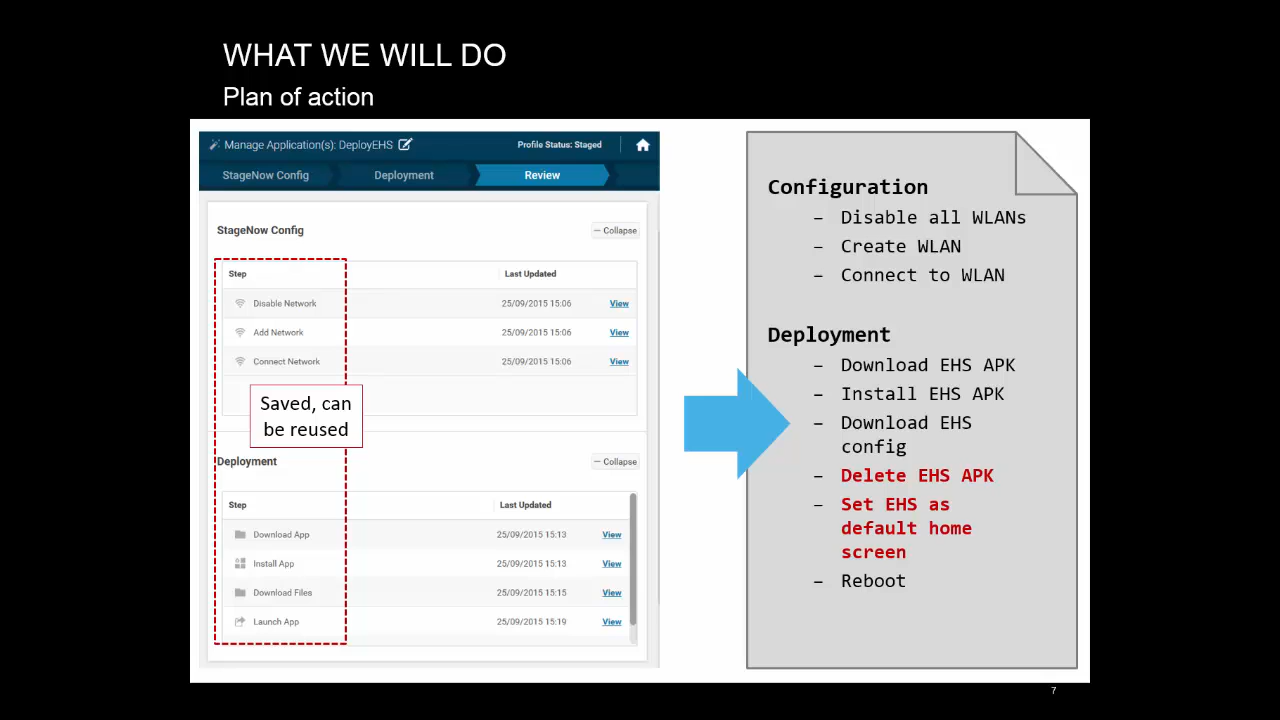 WHAT WE WILL DO
Plan of action
Manage Application(s): DeployEHS
Profile Status: Staged
StageNow Config
Deployment
Review
StageNow Config
— Collapse
Step
Last Updated
Disable Network
25/09/2015 15:06
View
Add Network
25/09/2015 15:06
View
Connect Network
25/09/2015 15:06
View
Saved, can
be reused
Deployment
— Collapse
Step
Last Updated
Download App
25/09/2015 15:13
View
Install App
25/09/2015 15:13
View
Download Files
25/09/2015 15:15
View
Launch App
25/09/2015 15:19
View
Configuration
– Disable all WLANs
– Create WLAN
– Connect to WLAN
Deployment
– Download EHS APK
– Install EHS APK
– Download EHS
config
– Delete EHS APK
– Set EHS as
default home
screen
– Reboot
7